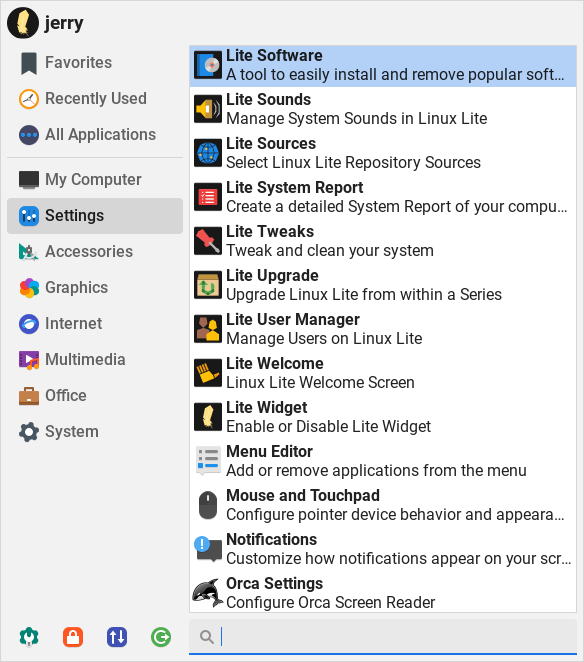 jerry
Favorites
Recently Used
All Applications
My Computer
Settings
Accessories
Graphics
Internet
Multimedia
Office
System
Lite Software
A tool to easily install and remove popular soft...
Lite Sounds
Manage System Sounds in Linux Lite
Lite Sources
Select Linux Lite Repository Sources
Lite System Report
Create a detailed System Report of your compu...
Lite Tweaks
Tweak and clean your system
Lite Upgrade
Upgrade Linux Lite from within a Series
Lite User Manager
Manage Users on Linux Lite
Lite Welcome
Linux Lite Welcome Screen
Lite Widget
Enable or Disable Lite Widget
Menu Editor
Add or remove applications from the menu
Mouse and Touchpad
Configure pointer device behavior and appeara...
Notifications
Customize how notifications appear on your scr...
Orca Settings
Configure Orca Screen Reader